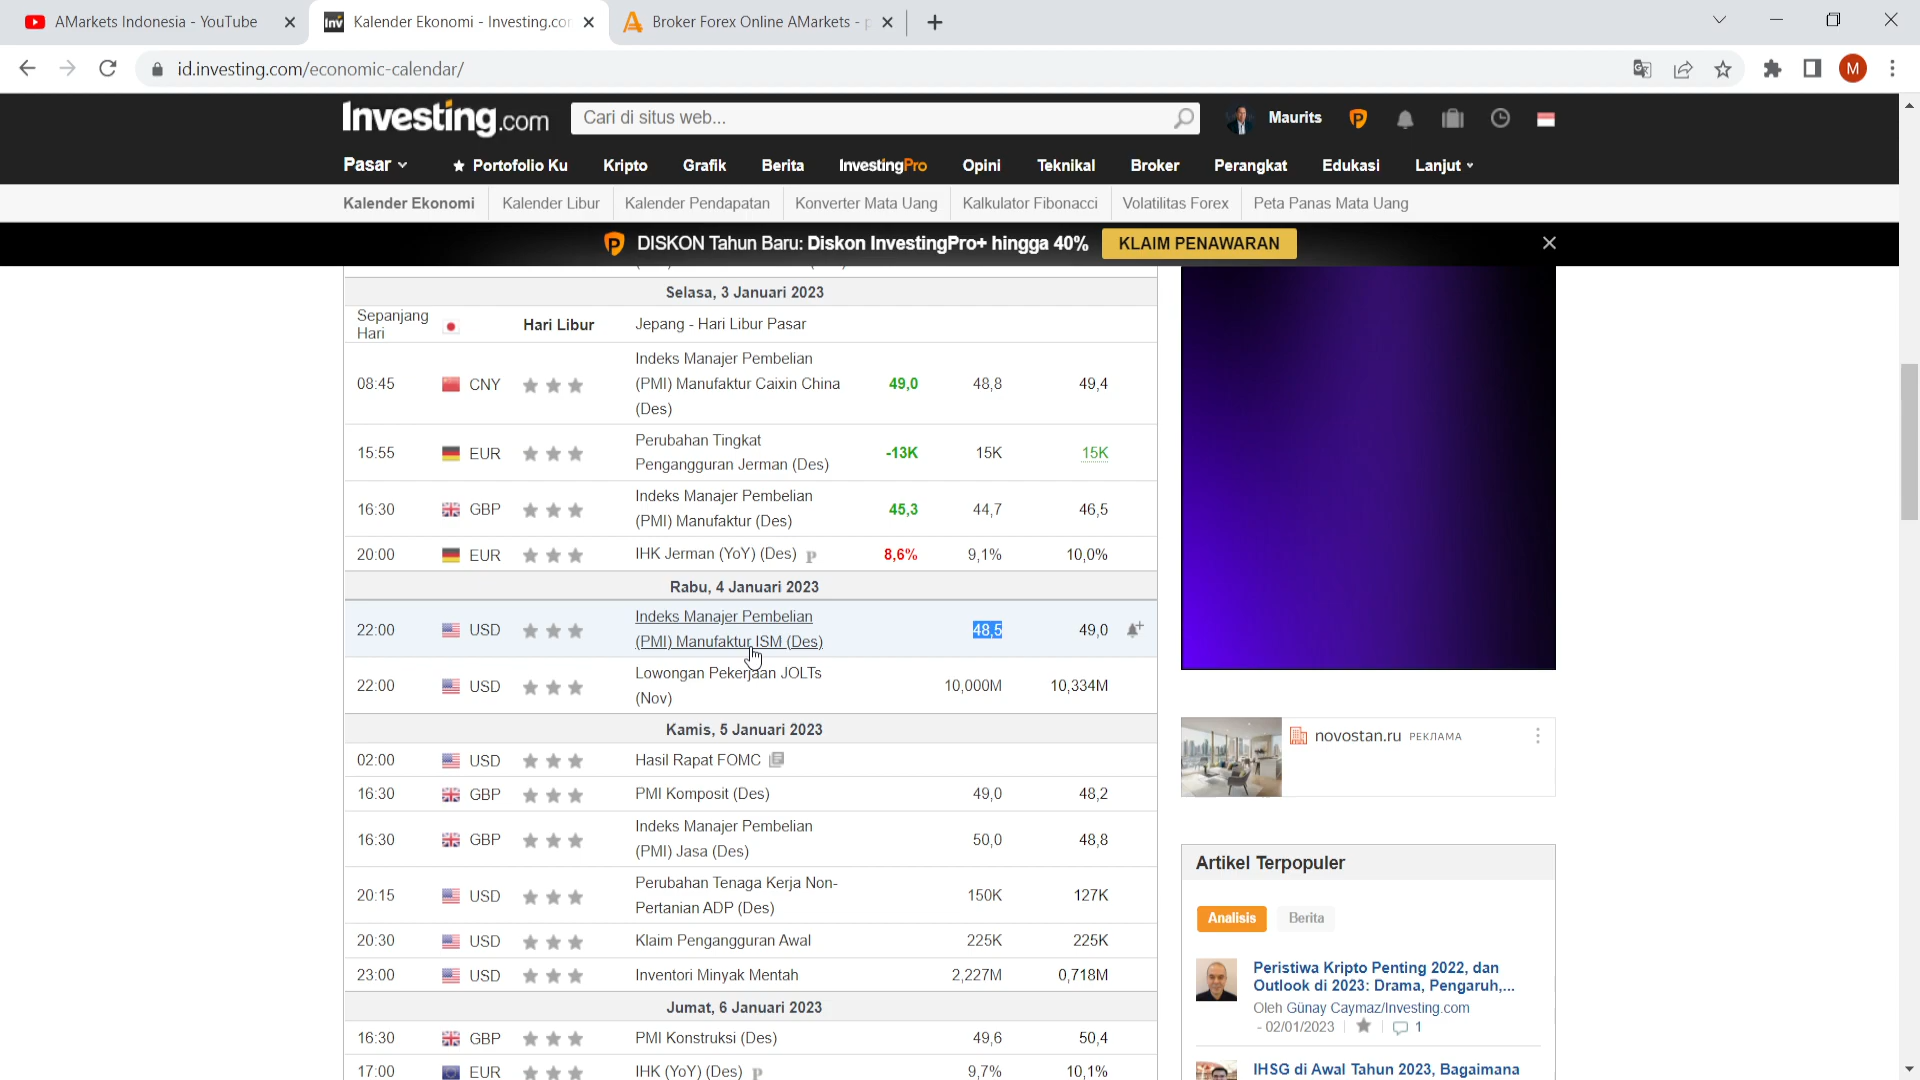 AMarkets Indonesia - YouTube
Kalender Ekonomi - Investing.co
Broker Forex Online AMarkets -
id.investing.com/economic-calendar/
M
Investing.com
Cari di situs web...
Maurits
Pasar
Portofolio Ku
Kripto
Grafik
Berita
InvestingPro
Opini
Teknikal
Broker
Perangkat
Edukasi
Lanjut
Kalender Ekonomi
Kalender Libur
Kalender Pendapatan
Konverter Mata Uang
Kalkulator Fibonacci
Volatilitas Forex
Peta Panas Mata Uang
DISKON Tahun Baru: Diskon InvestingPro+ hingga 40%
KLAIM PENAWARAN
Selasa, 3 Januari 2023
Sepanjang
Hari
Hari Libur
Jepang - Hari Libur Pasar
08:45 CNY
Indeks Manajer Pembelian
(PMI) Manufaktur Caixin China
(Des)
49,0 48,8 49,4
15:55 EUR
Perubahan Tingkat
Pengangguran Jerman (Des)
-13K 15K 15K
16:30 GBP
Indeks Manajer Pembelian
(PMI) Manufaktur (Des)
45,3 44,7 46,5
20:00 EUR IHK Jerman (YoY) (Des) P 8,6% 9,1% 10,0%
Rabu, 4 Januari 2023
22:00 USD
Indeks Manajer Pembelian
(PMI) Manufaktur ISM (Des)
48,5 49,0
22:00 USD
Lowongan Pekerjaan JOLTs
(Nov)
10,000M 10,334M
Kamis, 5 Januari 2023
02:00 USD Hasil Rapat FOMC
16:30 GBP PMI Komposit (Des) 49,0 48,2
16:30 GBP
Indeks Manajer Pembelian
(PMI) Jasa (Des)
50,0 48,8
20:15 USD
Perubahan Tenaga Kerja Non-
Pertanian ADP (Des)
150K 127K
20:30 USD Klaim Pengangguran Awal 225K 225K
23:00 USD Inventori Minyak Mentah 2,227M 0,718M
Jumat, 6 Januari 2023
16:30 GBP PMI Konstruksi (Des) 49,6 50,4
17:00 EUR IHK (YoY) (Des) P 9,7% 10,1%
novostan.ru РЕКЛАМА
Artikel Terpopuler
Analisis
Berita
Peristiwa Kripto Penting 2022, dan
Outlook di 2023: Drama, Pengaruh,...
Oleh Günay Caymaz/Investing.com
- 02/01/2023 1
IHSG di Awal Tahun 2023, Bagaimana